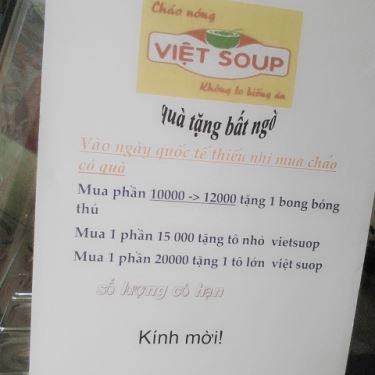 Cháo nóng
VIỆT SOUP
Không lo biếng ăn
quà tặng bất ngờ
Vào ngày quốc tế thiếu nhi mua cháo
có quà
Mua phần 10000 -> 12000 tặng 1 bong bóng
thú
Mua 1 phần 15 000 tặng tô nhỏ vietsuop
Mua 1 phần 20000 tặng 1 tô lớn việt suop
số lượng có hạn
Kính mời!